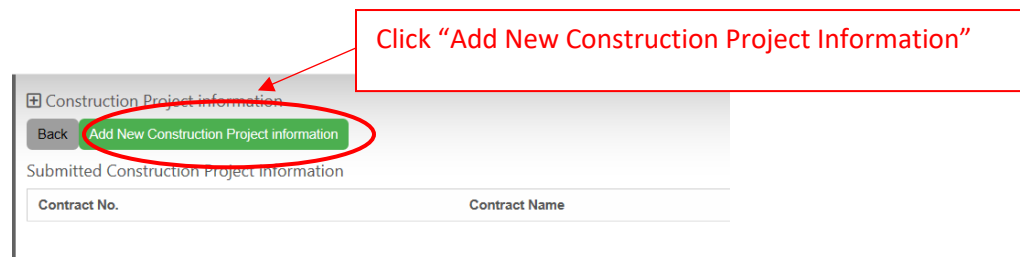 Click “Add New Construction Project Information”
Construction Project information
Back Add New Construction Project information
Submitted Construction Project Information
Contract No. Contract Name